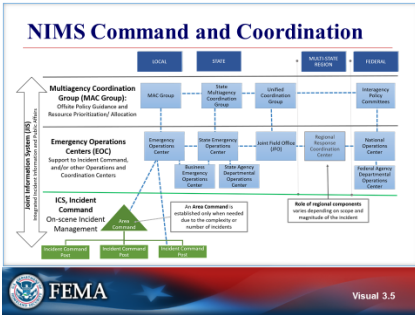 NIMS Command and Coordination
LOCAL
STATE
MULTI-STATE
REGION
FEDERAL
Joint Information System (JIS)
Integrated Incident Information and Public Affairs
Multiagency Coordination
Group (MAC Group):
Offsite Policy Guidance and
Resource Prioritization/ Allocation
MAC Group
State
Multiagency
Coordination
Group
Unified
Coordination
Group
Interagency
Policy
Committees
Emergency Operations
Centers (EOC)
Support to Incident Command,
and/or other Operations and
Coordination Centers
Emergency
Operations
Center
State Emergency
Operations
Center
Joint Field Office
(JFO)
Regional
Response
Coordination
Center
National
Operations
Center
Business
Emergency
Operations
Center
State Agency
Departmental
Operations
Center
Federal Agency
Departmental
Operations
Center
ICS, Incident
Command
On-scene Incident
Management
Area
Command
An Area Command is
established only when needed
due to the complexity or
number of incidents
Role of regional components
varies depending on scope and
magnitude of the incident
Incident Command
Post
Incident Command
Post
Incident Command
Post
FEMA
Visual 3.5